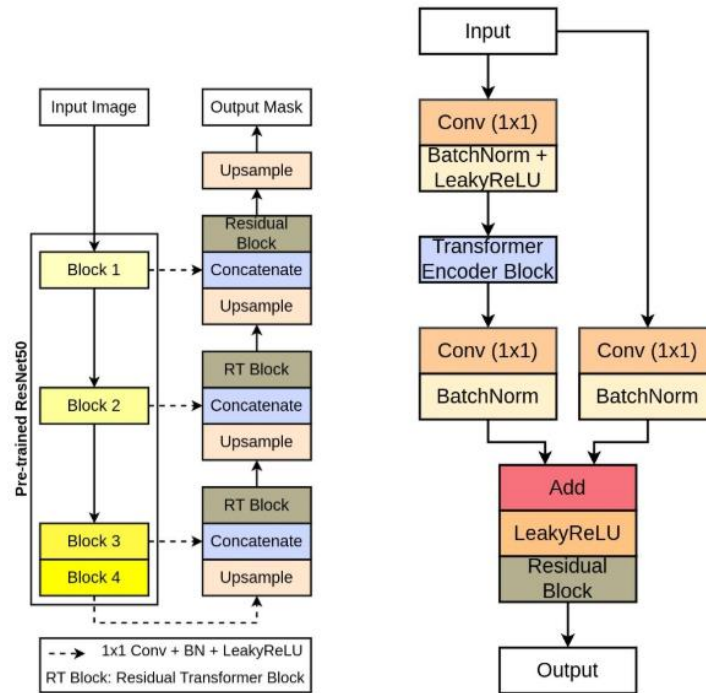 Input Image
Output Mask
Upsample
Residual
Block
Block 1
Concatenate
Upsample
RT Block
Block 2
Concatenate
Upsample
RT Block
Block 3
Concatenate
Block 4
Upsample
Pre-trained ResNet50
1x1 Conv + BN + LeakyReLU
RT Block: Residual Transformer Block
Input
Conv (1x1)
BatchNorm +
LeakyReLU
Transformer
Encoder Block
Conv (1x1)
BatchNorm
Conv (1x1)
BatchNorm
Add
LeakyReLU
Residual
Block
Output